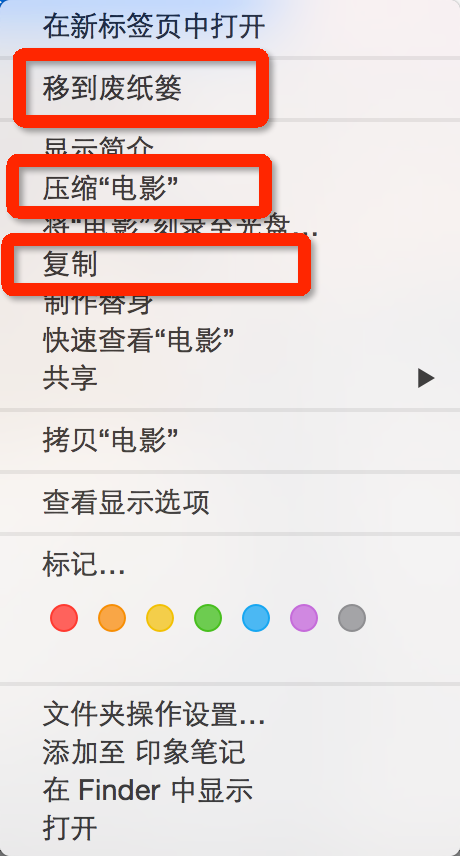 在新标签页中打开
移到废纸篓
显示简介
压缩“电影”
将“电影”刻录至光盘...
复制
制作替身
快速查看“电影”
共享
拷贝“电影”
查看显示选项
标记...
文件夹操作设置...
添加至 印象笔记
在 Finder 中显示
打开